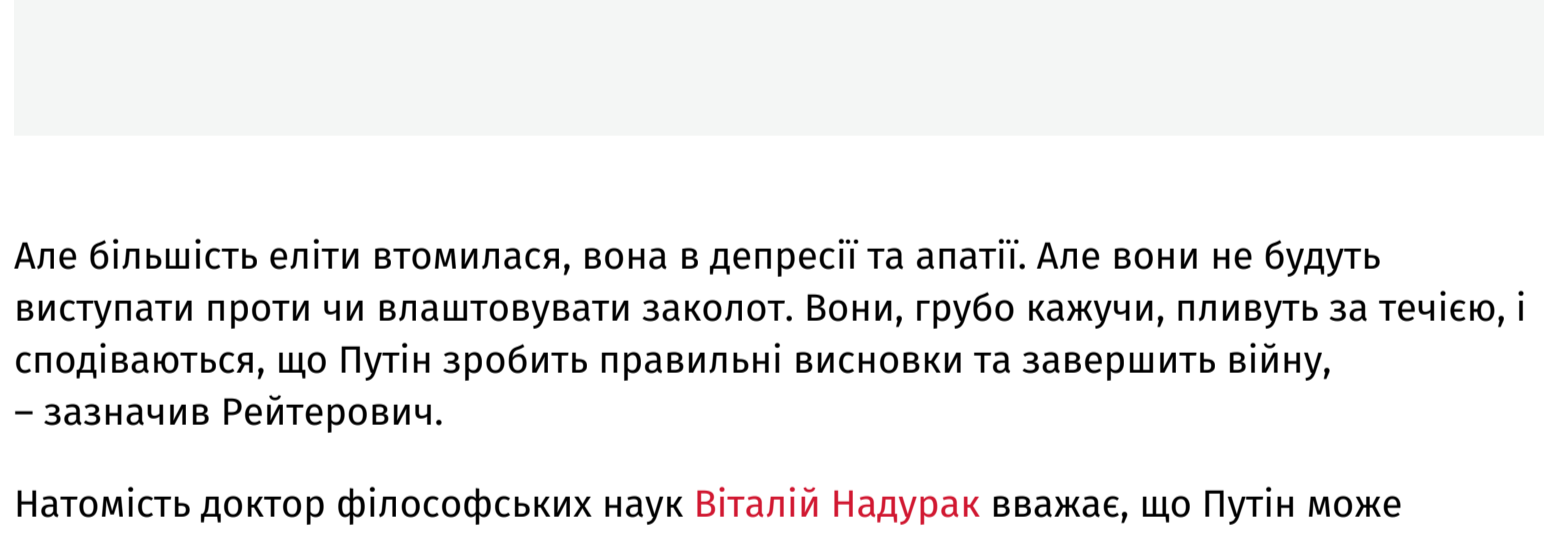 Але більшість еліти втомилася, вона в депресії та апатії. Але вони не будуть
виступати проти чи влаштовувати заколот. Вони, грубо кажучи, пливуть за течією, і
сподіваються, що Путін зробить правильні висновки та завершить війну,
– зазначив Рейтерович.
Натомість доктор філософських наук Віталій Надурак вважає, що Путін може